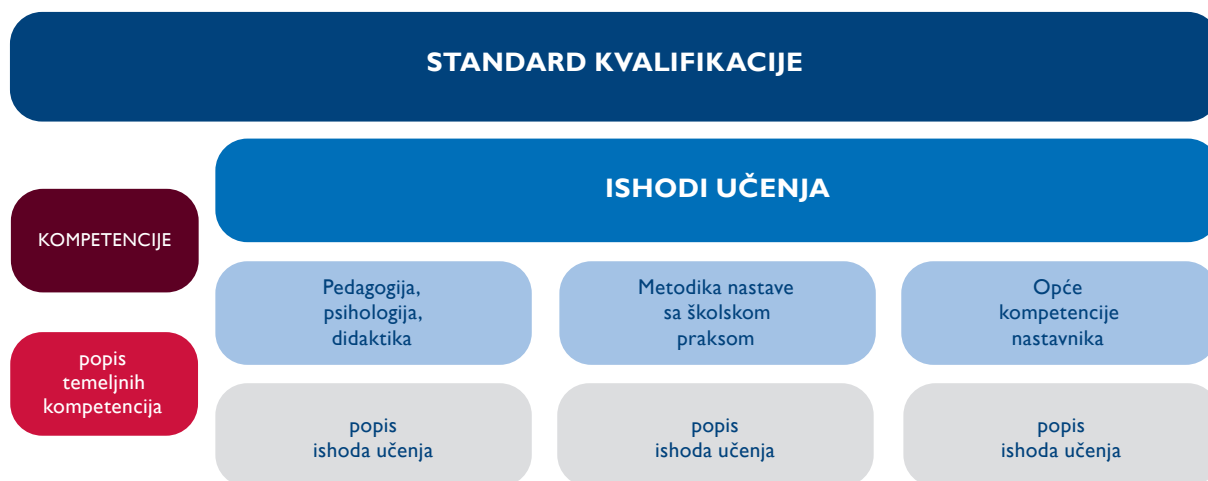 STANDARD KVALIFIKACIJE
ISHODI UČENJA
KOMPETENCIJE
Pedagogija,
psihologija,
didaktika
Metodika nastave
sa školskom
praksom
Opće
kompetencije
nastavnika
popis
temeljnih
kompetencija
popis
ishoda učenja
popis
ishoda učenja
popis
ishoda učenja